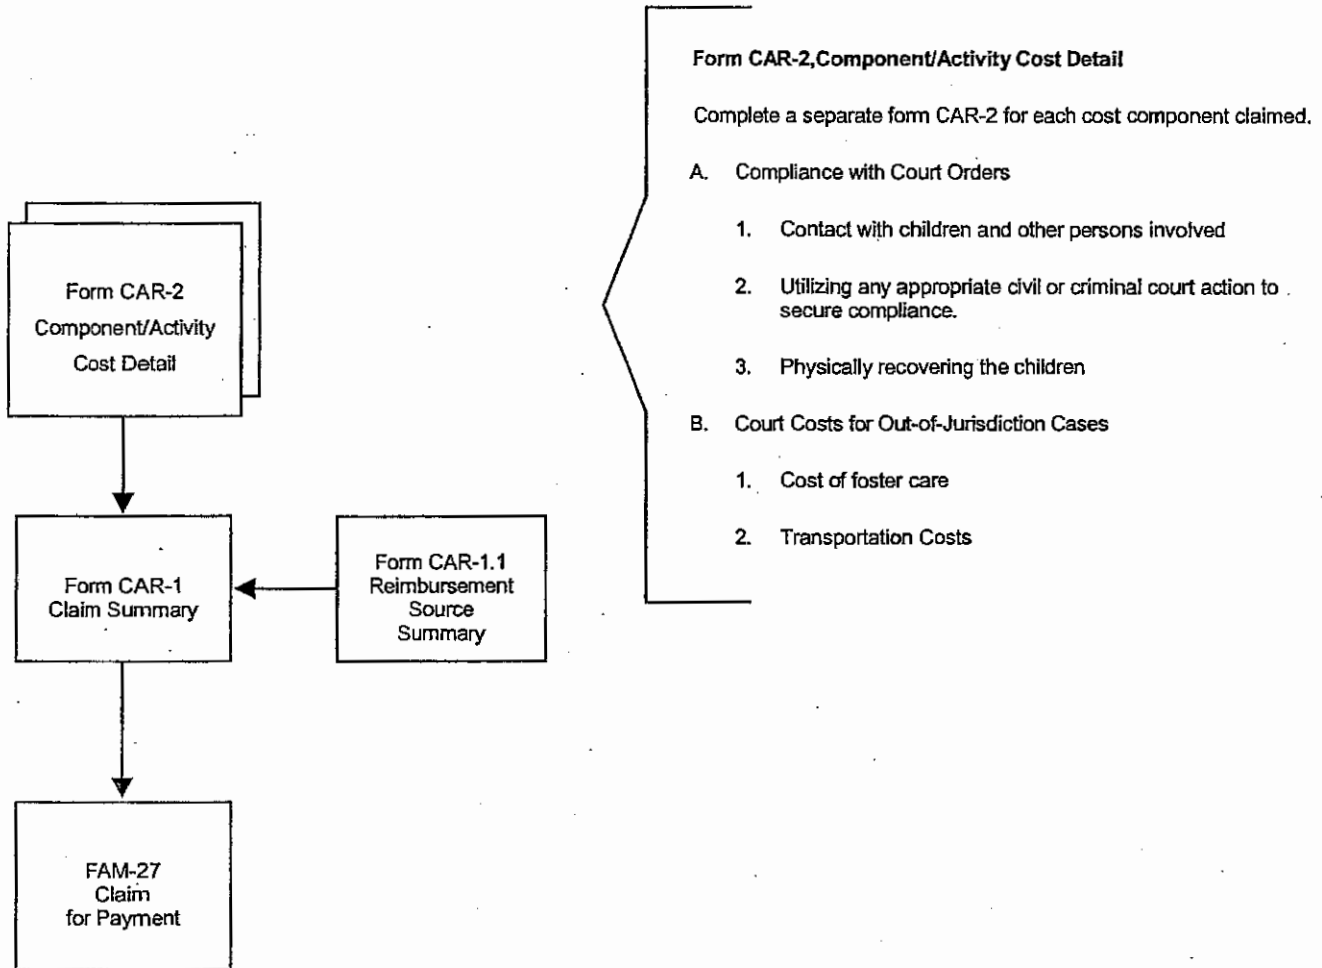 Form CAR-2,Component/Activity Cost Detail
Complete a separate form CAR-2 for each cost component claimed.
A. Compliance with Court Orders
1. Contact with children and other persons involved
2. Utilizing any appropriate civil or criminal court action to
secure compliance.
3. Physically recovering the children
B. Court Costs for Out-of-Jurisdiction Cases
1. Cost of foster care
2. Transportation Costs
Form CAR-2
Component/Activity
Cost Detail
Form CAR-1
Claim Summary
Form CAR-1.1
Reimbursement
Source
Summary
FAM-27
Claim
for Payment